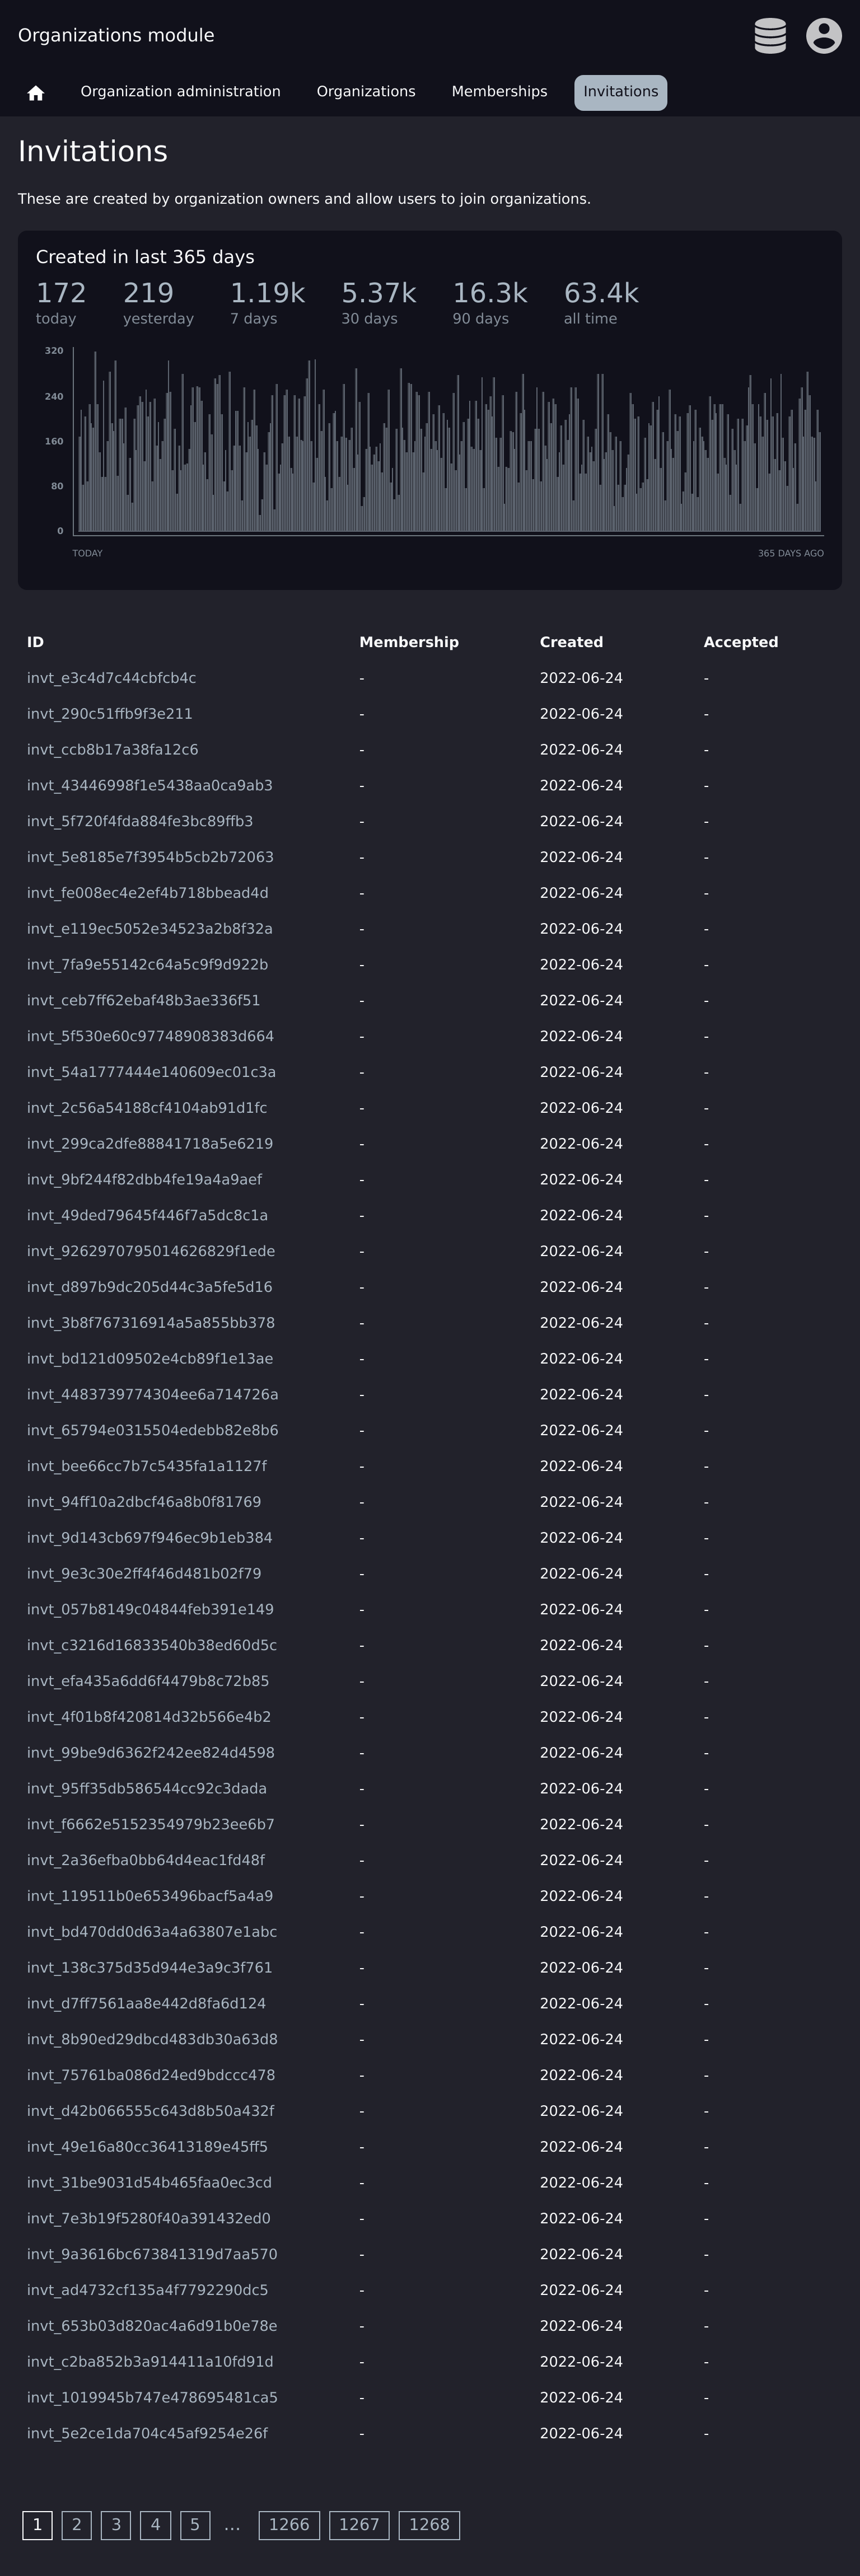 Organizations module
Organization administration Organizations Memberships Invitations
Invitations
These are created by organization owners and allow users to join organizations.
Created in last 365 days
172 219 1.19k 5.37k 16.3k 63.4k
today yesterday 7 days 30 days 90 days all time
320
240
160
80
0
TODAY 365 DAYS AGO
ID Membership Created Accepted
invt_e3c4d7c44cbfcb4c - 2022-06-24 -
invt_290c51ffb9f3e211 - 2022-06-24 -
invt_ccb8b17a38fa12c6 - 2022-06-24 -
invt_43446998f1e5438aa0ca9ab3 - 2022-06-24 -
invt_5f720f4fda884fe3bc89ffb3 - 2022-06-24 -
invt_5e8185e7f3954b5cb2b72063 - 2022-06-24 -
invt_fe008ec4e2ef4b718bbead4d - 2022-06-24 -
invt_e119ec5052e34523a2b8f32a - 2022-06-24 -
invt_7fa9e55142c64a5c9f9d922b - 2022-06-24 -
invt_ceb7ff62ebaf48b3ae336f51 - 2022-06-24 -
invt_5f530e60c97748908383d664 - 2022-06-24 -
invt_54a1777444e140609ec01c3a - 2022-06-24 -
invt_2c56a54188cf4104ab91d1fc - 2022-06-24 -
invt_299ca2dfe88841718a5e6219 - 2022-06-24 -
invt_9bf244f82dbb4fe19a4a9aef - 2022-06-24 -
invt_49ded79645f446f7a5dc8c1a - 2022-06-24 -
invt_9262970795014626829f1ede - 2022-06-24 -
invt_d897b9dc205d44c3a5fe5d16 - 2022-06-24 -
invt_3b8f767316914a5a855bb378 - 2022-06-24 -
invt_bd121d09502e4cb89f1e13ae - 2022-06-24 -
invt_4483739774304ee6a714726a - 2022-06-24 -
invt_65794e0315504edebb82e8b6 - 2022-06-24 -
invt_bee66cc7b7c5435fa1a1127f - 2022-06-24 -
invt_94ff10a2dbcf46a8b0f81769 - 2022-06-24 -
invt_9d143cb697f946ec9b1eb384 - 2022-06-24 -
invt_9e3c30e2ff4f46d481b02f79 - 2022-06-24 -
invt_057b8149c04844feb391e149 - 2022-06-24 -
invt_c3216d16833540b38ed60d5c - 2022-06-24 -
invt_efa435a6dd6f4479b8c72b85 - 2022-06-24 -
invt_4f01b8f420814d32b566e4b2 - 2022-06-24 -
invt_99be9d6362f242ee824d4598 - 2022-06-24 -
invt_95ff35db586544cc92c3dada - 2022-06-24 -
invt_f6662e5152354979b23ee6b7 - 2022-06-24 -
invt_2a36efba0bb64d4eac1fd48f - 2022-06-24 -
invt_119511b0e653496bacf5a4a9 - 2022-06-24 -
invt_bd470dd0d63a4a63807e1abc - 2022-06-24 -
invt_138c375d35d944e3a9c3f761 - 2022-06-24 -
invt_d7ff7561aa8e442d8fa6d124 - 2022-06-24 -
invt_8b90ed29dbcd483db30a63d8 - 2022-06-24 -
invt_75761ba086d24ed9bdccc478 - 2022-06-24 -
invt_d42b066555c643d8b50a432f - 2022-06-24 -
invt_49e16a80cc36413189e45ff5 - 2022-06-24 -
invt_31be9031d54b465faa0ec3cd - 2022-06-24 -
invt_7e3b19f5280f40a391432ed0 - 2022-06-24 -
invt_9a3616bc673841319d7aa570 - 2022-06-24 -
invt_ad4732cf135a4f7792290dc5 - 2022-06-24 -
invt_653b03d820ac4a6d91b0e78e - 2022-06-24 -
invt_c2ba852b3a914411a10fd91d - 2022-06-24 -
invt_1019945b747e478695481ca5 - 2022-06-24 -
invt_5e2ce1da704c45af9254e26f - 2022-06-24 -
1 2 3 4 5 … 1266 1267 1268